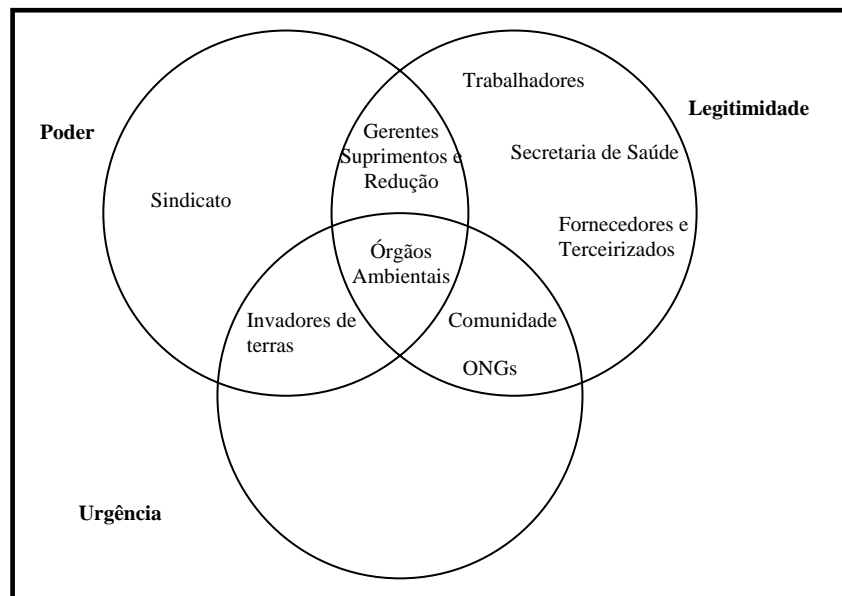 Trabalhadores
Legitimidade
Poder
Gerentes
Suprimentos e
Redução
Secretaria de Saúde
Sindicato
Fornecedores e
Terceirizados
Órgãos
Ambientais
Invadores de
terras
Comunidade
ONGs
Urgência